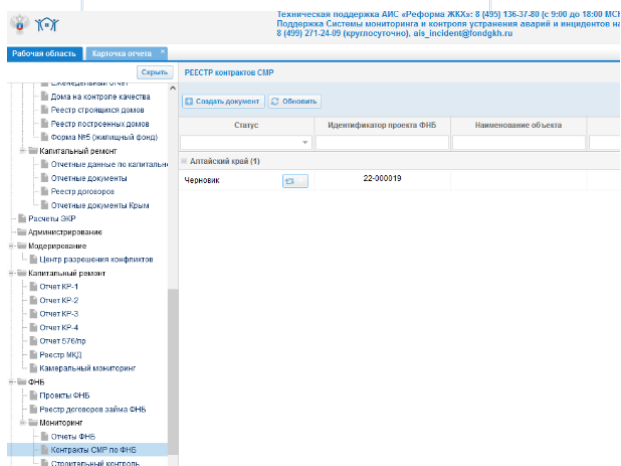 Техническая поддержка АИС «Реформа ЖКХ»: 8 (495) 136-37-80 (с 9:00 до 18:00 МСК
Поддержка Системы мониторинга и контроля устранения аварий и инцидентов на
8 (499) 271-24-09 (круглосуточно), ais_incident@fondgkh.ru
Рабочая область
Карточка отчета
Скрыть
РЕЕСТР контрактов СМР
Еженедельный отчет
Дома на контроле качества
Реестр строящихся домов
Реестр построенных домов
Форма №5 (жилищный фонд)
Капитальный ремонт
Отчетные данные по капитальн
Отчетные документы
Реестр договоров
Отчетные документы Крым
Расчеты ЭКР
Администрирование
Модерирование
Центр разрешения конфликтов
Капитальный ремонт
Отчет КР-1
Отчет КР-2
Отчет КР-3
Отчет КР-4
Отчет 576/пр
Реестр МКД
Камеральный мониторинг
ФНБ
Проекты ФНБ
Реестр договоров займа ФНБ
Мониторинг
Отчеты ФНБ
Контракты СМР по ФНБ
Строительный контроль
Создать документ
Обновить
Статус
Идентификатор проекта ФНБ
Наименование объекта
Алтайский край (1)
Черновик
22-000019